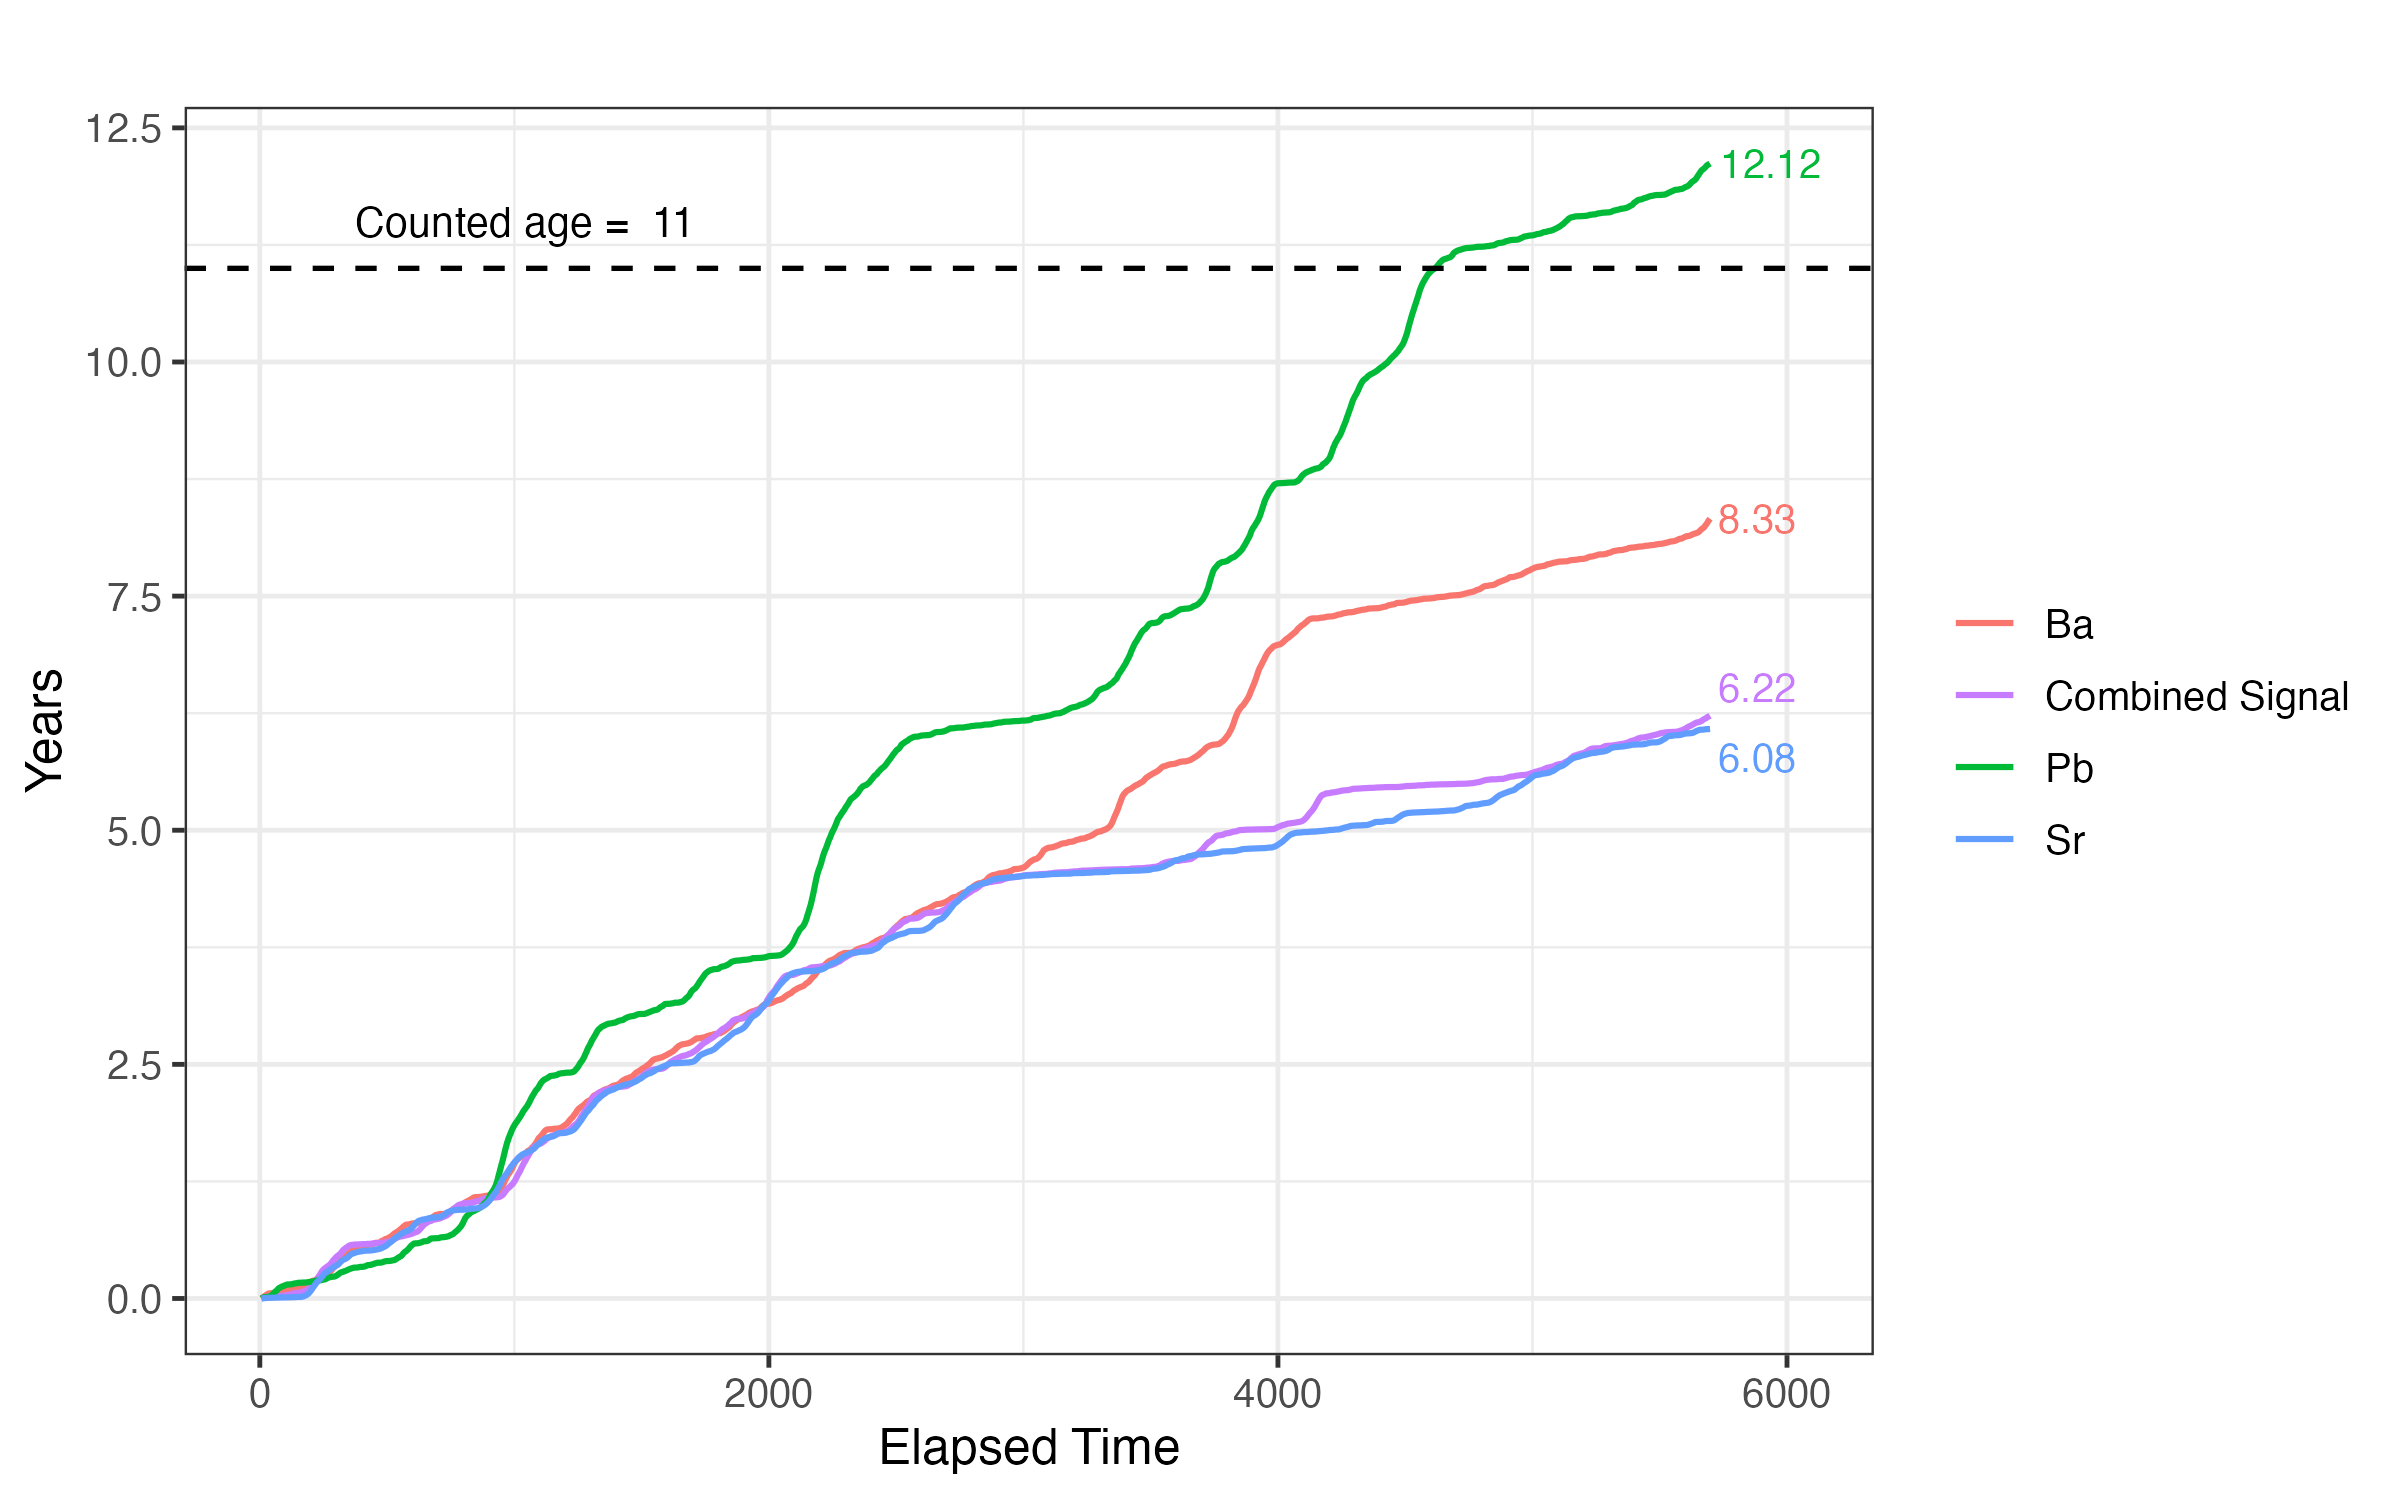 12.5
10.0
7.5
5.0
2.5
0.0
Years
Counted age =  11
12.12
8.33
6.22
6.08
0
2000
4000
6000
Elapsed Time
Ba
Combined Signal
Pb
Sr